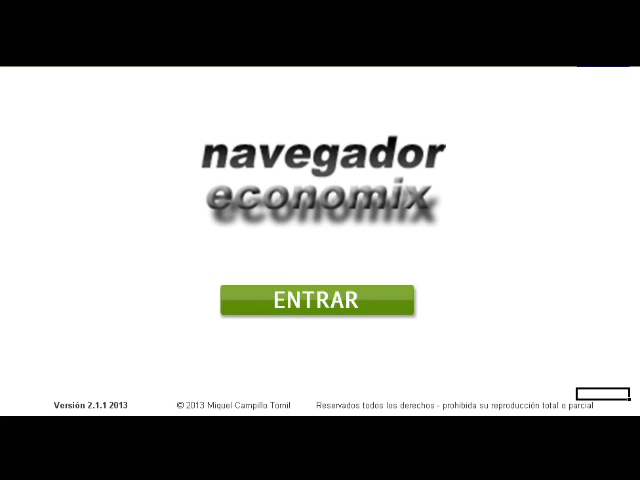 navegador
economix
ENTRAR
Versión 2.1.1 2013 © 2013 Miquel Campillo Tomil Reservados todos los derechos - prohibida su reproducción total o parcial